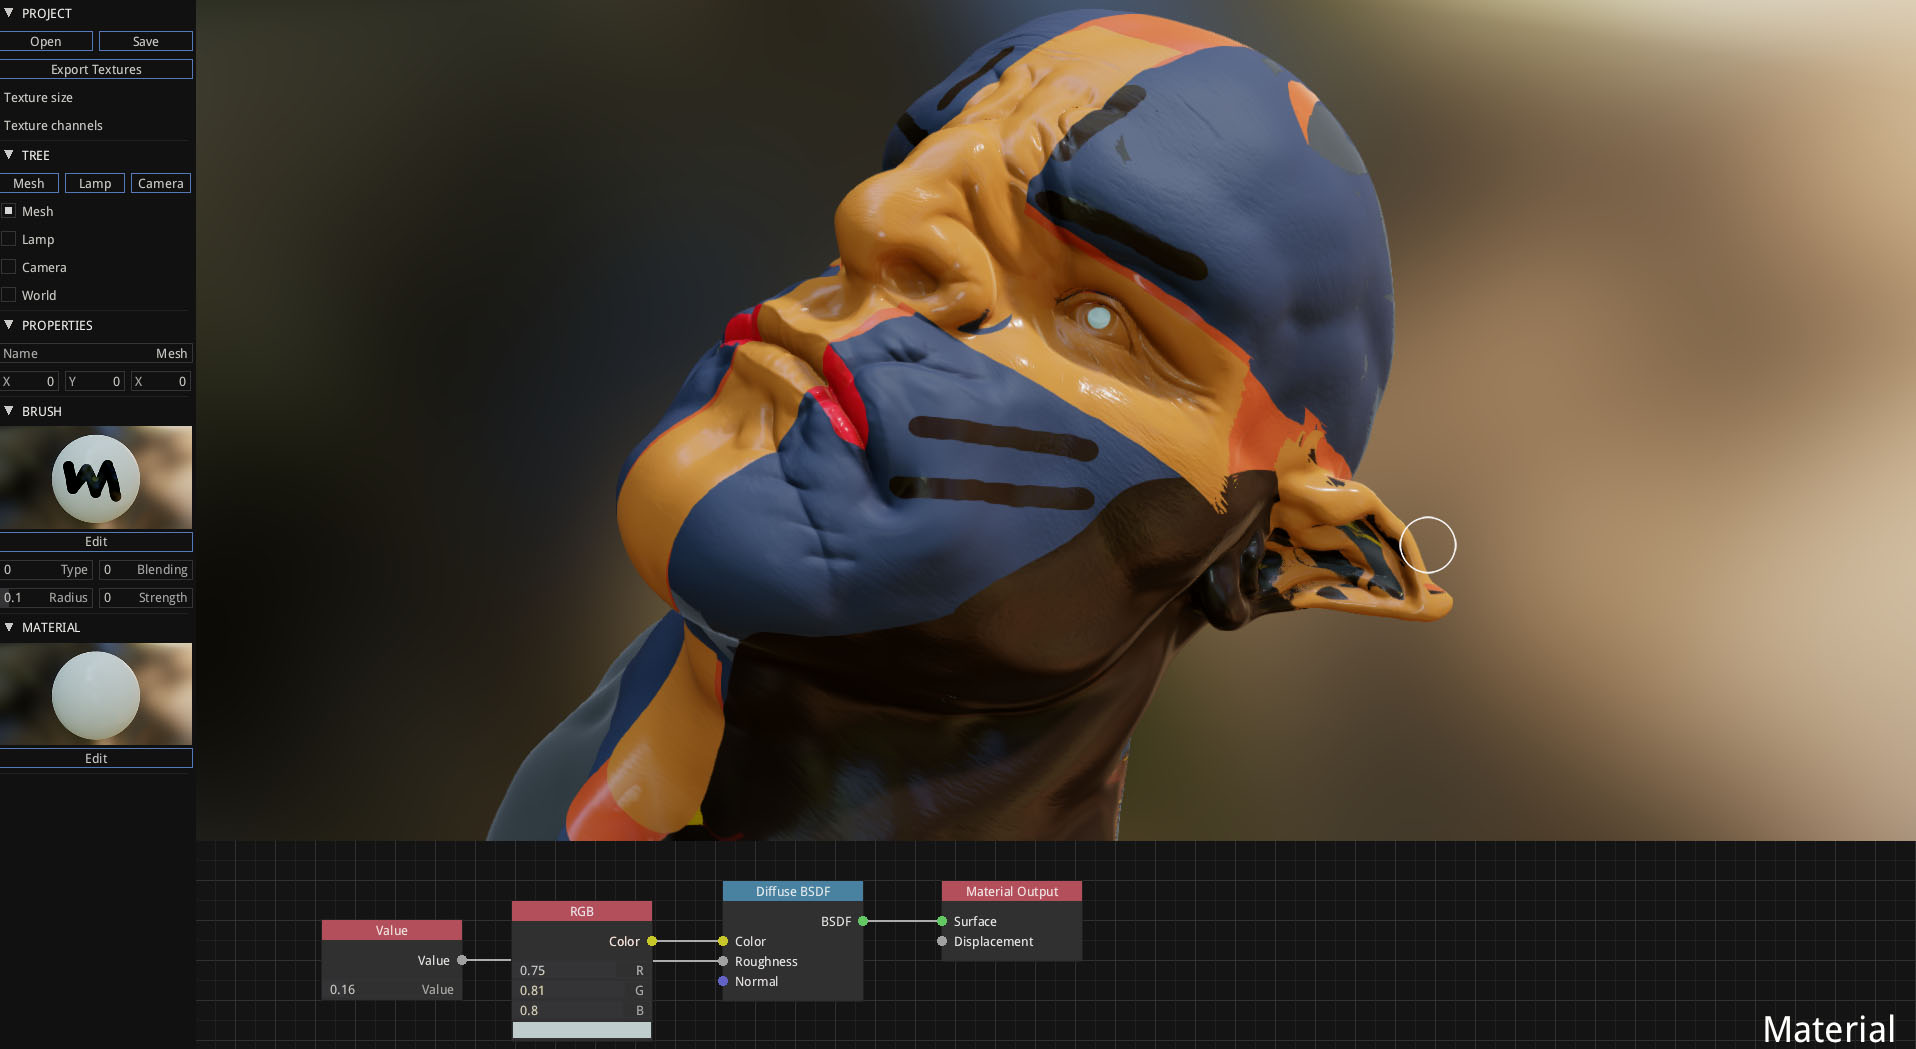 PROJECT
Open Save
Export Textures
Texture size
Texture channels
TREE
Mesh Lamp Camera
Mesh
Lamp
Camera
World
PROPERTIES
Name Mesh
X 0 Y 0 X 0
BRUSH
Edit
0 Type 0 Blending
0.1 Radius 0 Strength
MATERIAL
Edit
Value
Value
0.16 Value
RGB
Color
0.75 R
0.81 G
0.8 B
Diffuse BSDF
BSDF
Color
Roughness
Normal
Material Output
Surface
Displacement
Material